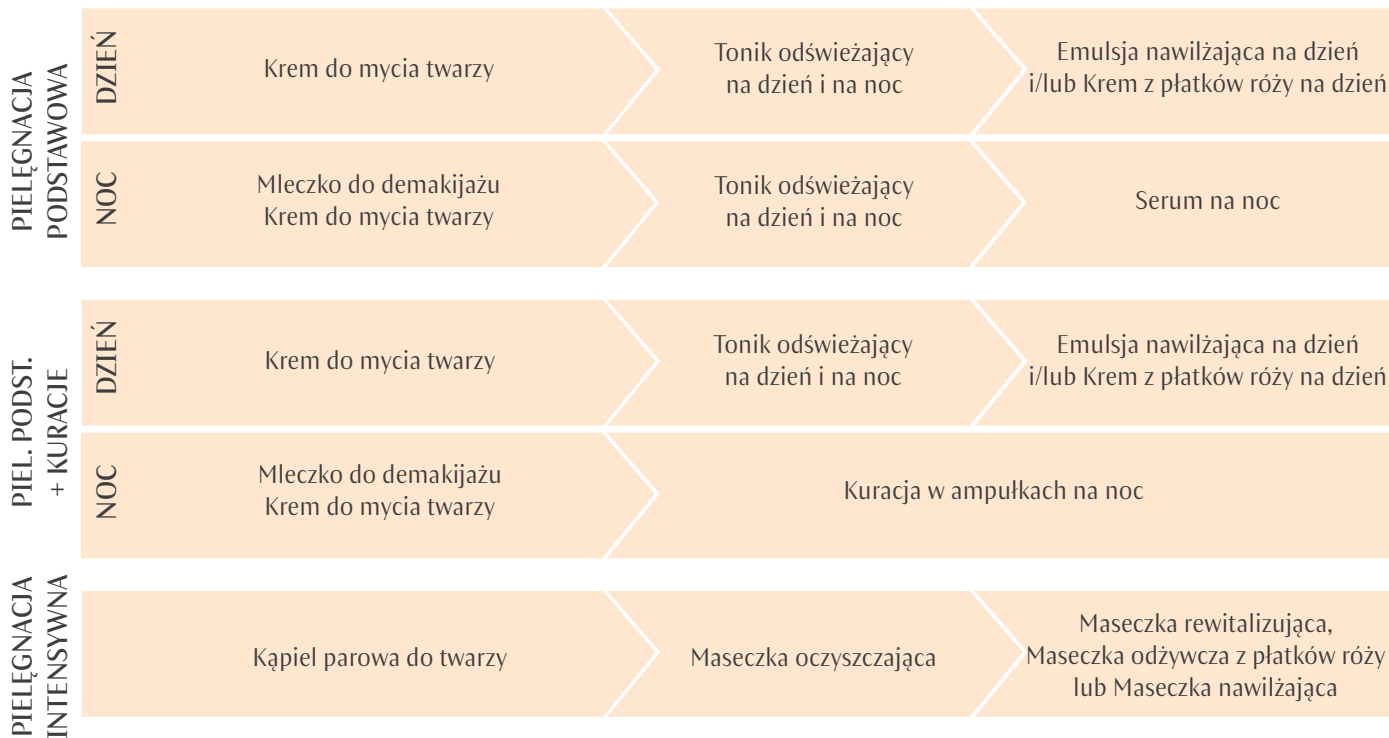 PIELĘGNACJA
PODSTAWOWA
DZIEŃ
Krem do mycia twarzy
Tonik odświeżający
na dzień i na noc
Emulsja nawilżająca na dzień
i/lub Krem z płatków róży na dzień
NOC
Mleczko do demakijażu
Krem do mycia twarzy
Tonik odświeżający
na dzień i na noc
Serum na noc
PIEL. PODST.
+ KURACJE
DZIEŃ
Krem do mycia twarzy
Tonik odświeżający
na dzień i na noc
Emulsja nawilżająca na dzień
i/lub Krem z płatków róży na dzień
NOC
Mleczko do demakijażu
Krem do mycia twarzy
Kuracja w ampułkach na noc
PIELĘGNACJA
INTENSYWNA
Kąpiel parowa do twarzy
Maseczka oczyszczająca
Maseczka rewitalizująca,
Maseczka odżywcza z płatków róży
lub Maseczka nawilżająca